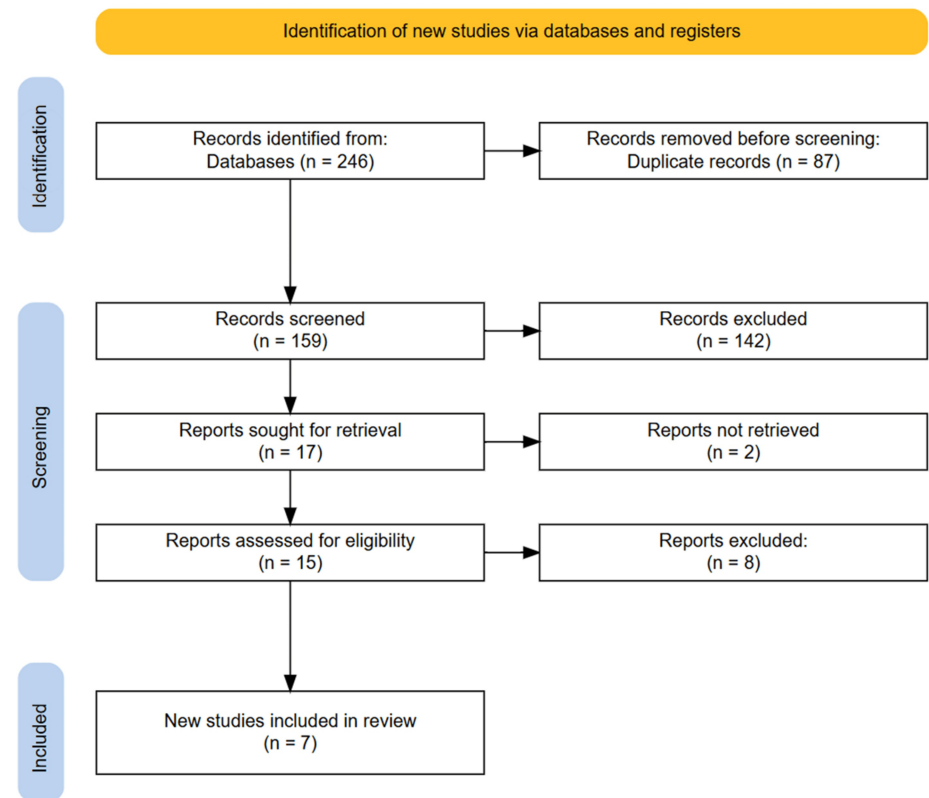 Identification of new studies via databases and registers
Identification
Records identified from:
Databases (n = 246)
Records removed before screening:
Duplicate records (n = 87)
Screening
Records screened
(n = 159)
Records excluded
(n = 142)
Reports sought for retrieval
(n = 17)
Reports not retrieved
(n = 2)
Reports assessed for eligibility
(n = 15)
Reports excluded:
(n = 8)
Included
New studies included in review
(n = 7)